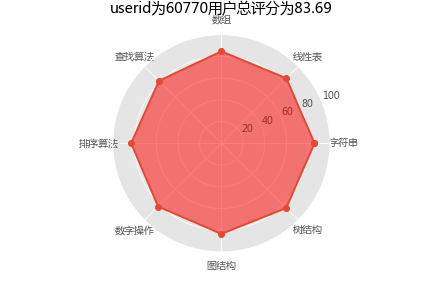 userid为60770用户总评分为83.69
数组
查找算法
线性表
100
80
60
40
20
排序算法
字符串
数字操作
树结构
图结构